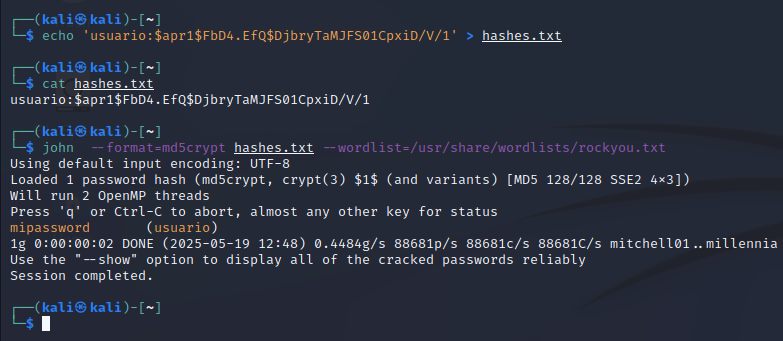 ┌──(kali㉿kali)-[~]
└─$ echo 'usuario:$apr1$FbD4.EfQ$DjbryTaMJFS01CpxiD/V/1' > hashes.txt
┌──(kali㉿kali)-[~]
└─$ cat hashes.txt
usuario:$apr1$FbD4.EfQ$DjbryTaMJFS01CpxiD/V/1
┌──(kali㉿kali)-[~]
└─$ john  --format=md5crypt hashes.txt --wordlist=/usr/share/wordlists/rockyou.txt
Using default input encoding: UTF-8
Loaded 1 password hash (md5crypt, crypt(3) $1$ (and variants) [MD5 128/128 SSE2 4x3])
Will run 2 OpenMP threads
Press 'q' or Ctrl-C to abort, almost any other key for status
mipassword       (usuario)
1g 0:00:00:02 DONE (2025-05-19 12:48) 0.4484g/s 88681p/s 88681c/s 88681C/s mitchell01..millennia
Use the "--show" option to display all of the cracked passwords reliably
Session completed.
┌──(kali㉿kali)-[~]
└─$